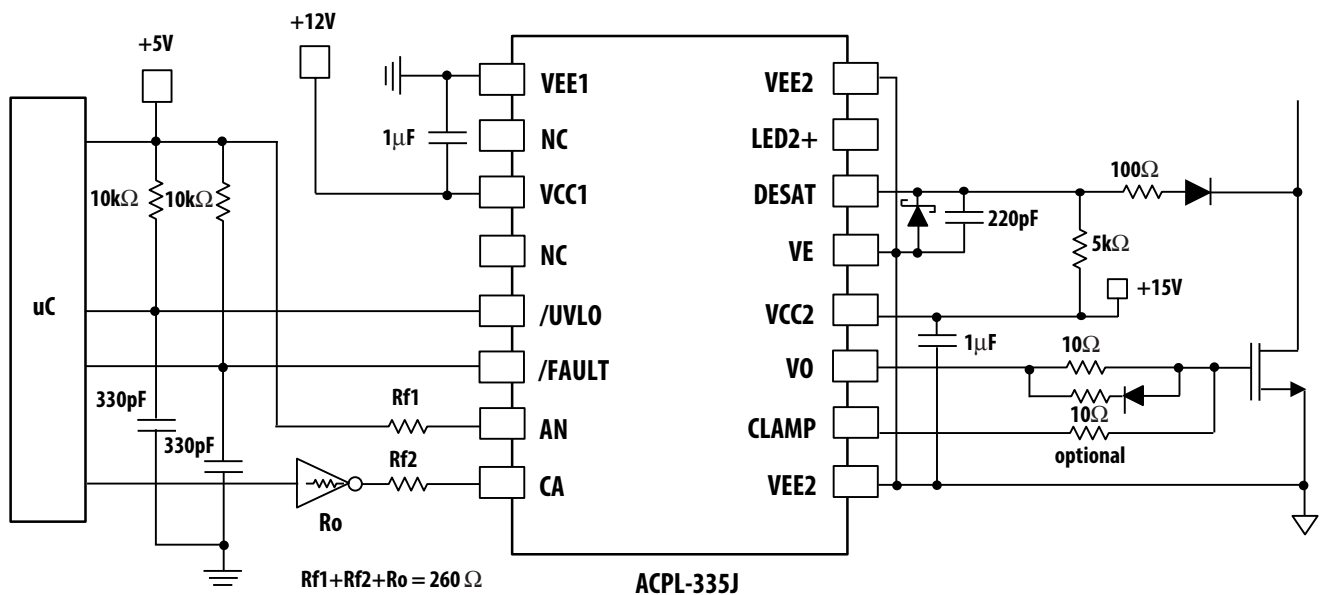 +12V
+5V
VEE1
VEE2
1μF
NC
LED2+
100Ω
10kΩ
10kΩ
VCC1
DESAT
220pF
5kΩ
NC
VE
+15V
uC
/UVLO
VCC2
1μF
10Ω
/FAULT
VO
330pF
Rf1
10Ω
330pF
AN
CLAMP
optional
Rf2
CA
VEE2
Ro
Rf1+Rf2+Ro = 260 Ω
ACPL-335J